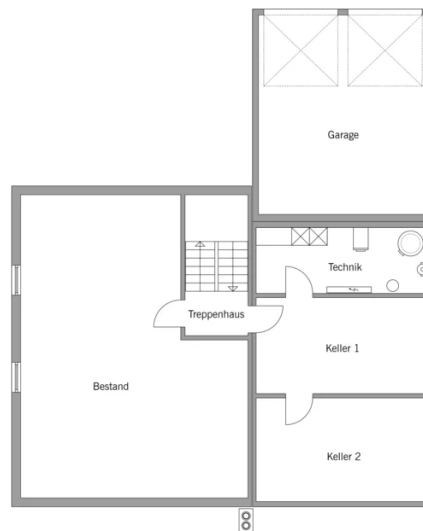 Garage
Technik
Treppenhaus
Keller 1
Bestand
Keller 2